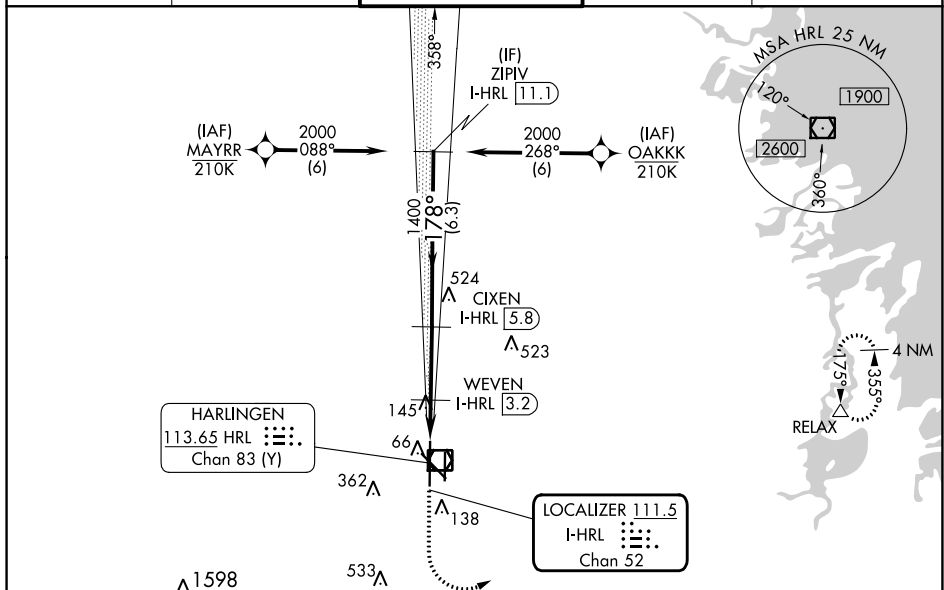 358°
(IF)
ZIPIV
I-HRL 11.1
MSA HRL 25 NM
120°
1900
2600
360°
(IAF)
MAYRR
210K
2000
088°
(6)
2000
268°
(6)
(IAF)
OAKKK
210K
1400
178°
(6.3)
524
CIXEN
I-HRL 5.8
523
WEVEN
I-HRL 3.2
145
4 NM
175°
355°
RELAX
HARLINGEN
113.65 HRL
Chan 83 (Y)
66
362
138
LOCALIZER 111.5
I-HRL
Chan 52
1598
533